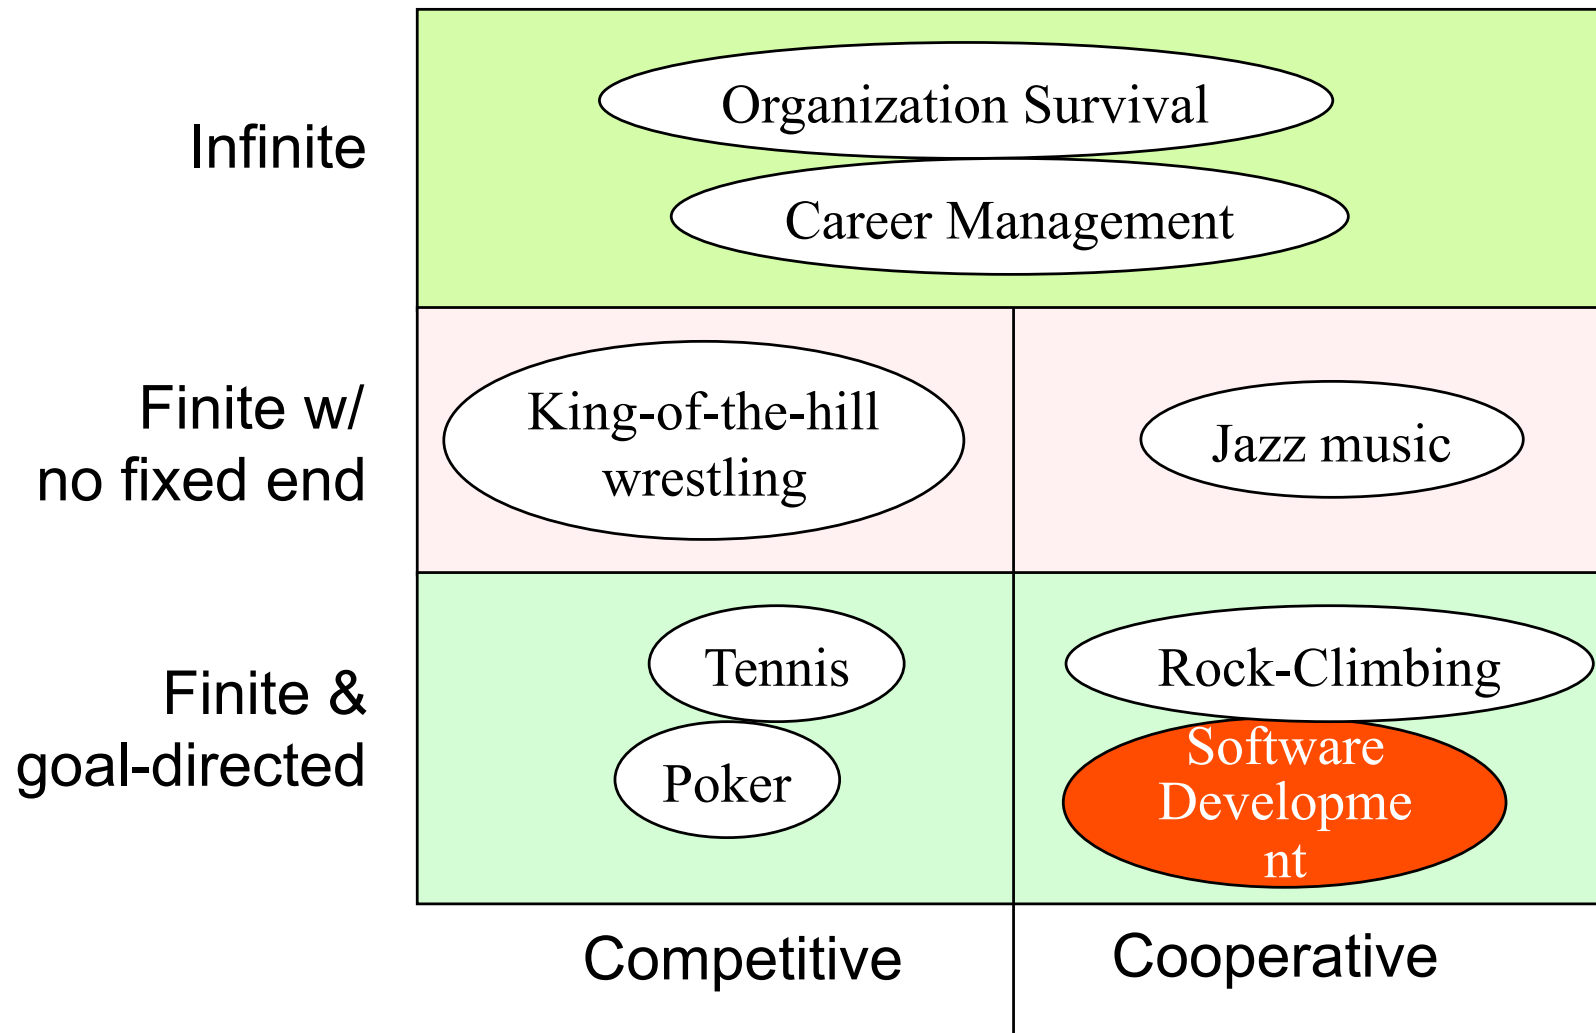 Organization Survival
Infinite
Career Management
Finite w/
no fixed end
King-of-the-hill
wrestling
Jazz music
Finite &
goal-directed
Tennis
Poker
Rock-Climbing
Software
Developme
nt
Competitive
Cooperative